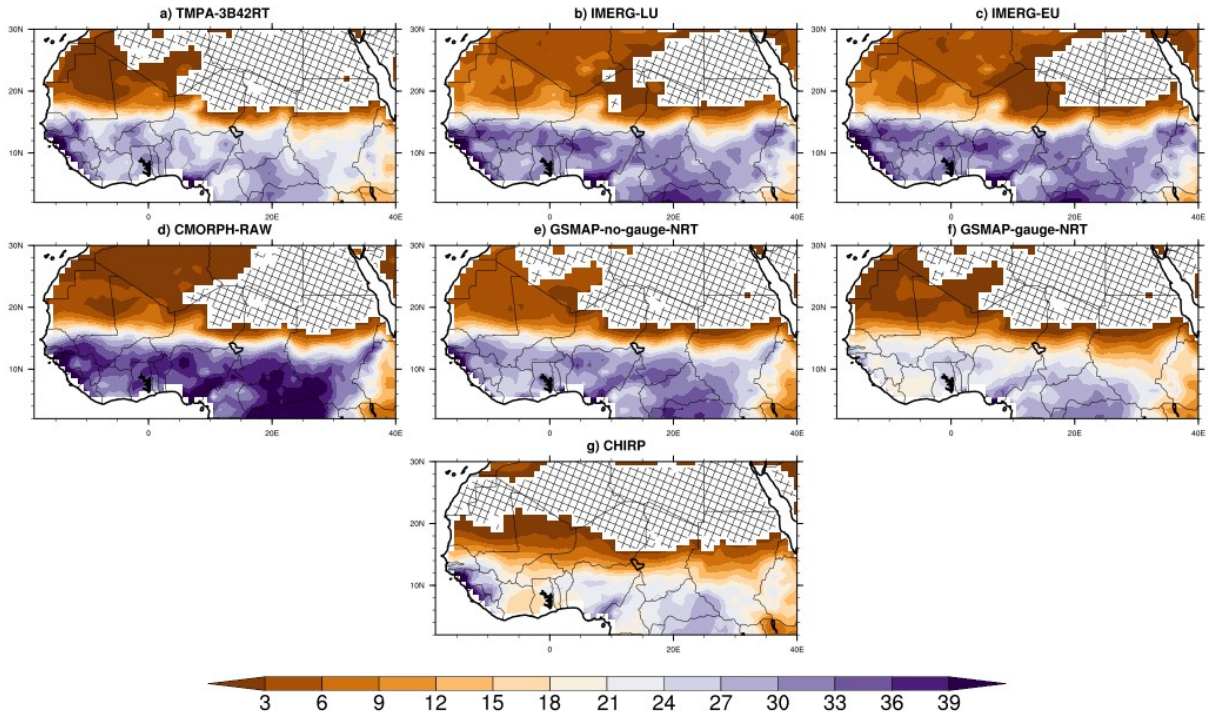 a) TMPA-3B42RT
b) IMERG-LU
c) IMERG-EU
30N
30N
30N
20N
20N
20N
10N
10N
10N
0
20E
40E
0
20E
40E
0
20E
40E
d) CMORPH-RAW
e) GSMAP-no-gauge-NRT
f) GSMAP-gauge-NRT
30N
30N
30N
20N
20N
20N
10N
10N
10N
0
20E
40E
0
20E
40E
0
20E
40E
g) CHIRP
30N
20N
10N
0
20E
40E
3 6 9 12 15 18 21 24 27 30 33 36 39